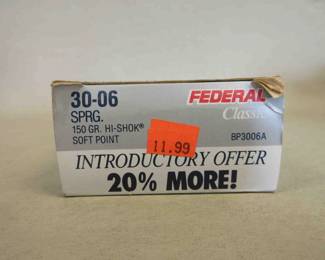 30-06
SPRG.
150 GR. HI-SHOK®
SOFT POINT
FEDERAL
Classic
BP3006A
11.99
INTRODUCTORY OFFER
20% MORE!